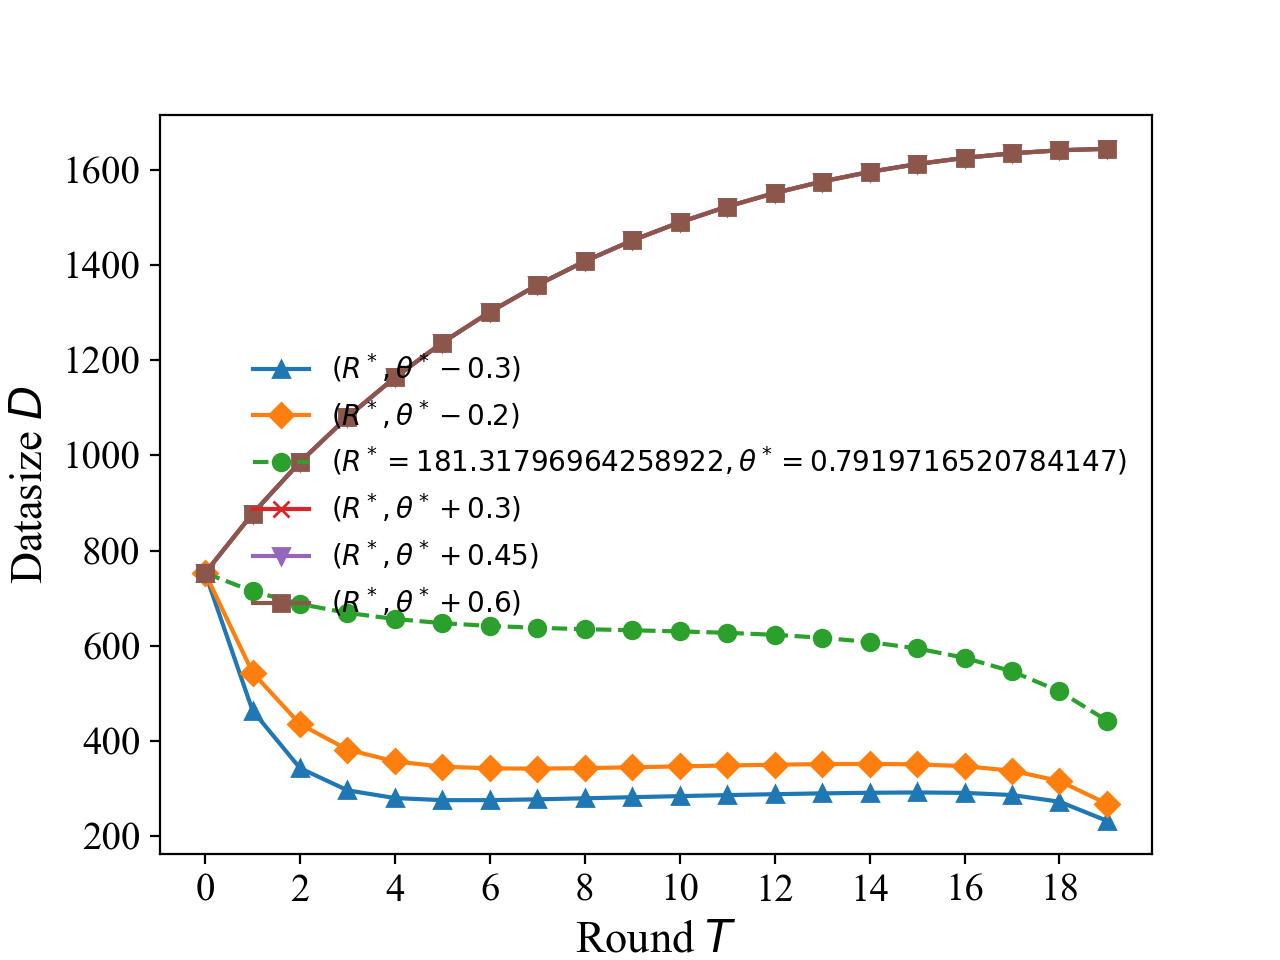 1600
1400
1200
1000
800
600
400
200
Datasize D
(R*, θ* − 0.3)
(R*, θ* − 0.2)
(R* = 181.31796964258922, θ* = 0.7919716520784147)
(R*, θ* + 0.3)
(R*, θ* + 0.45)
(R*, θ* + 0.6)
0 2 4 6 8 10 12 14 16 18
Round T